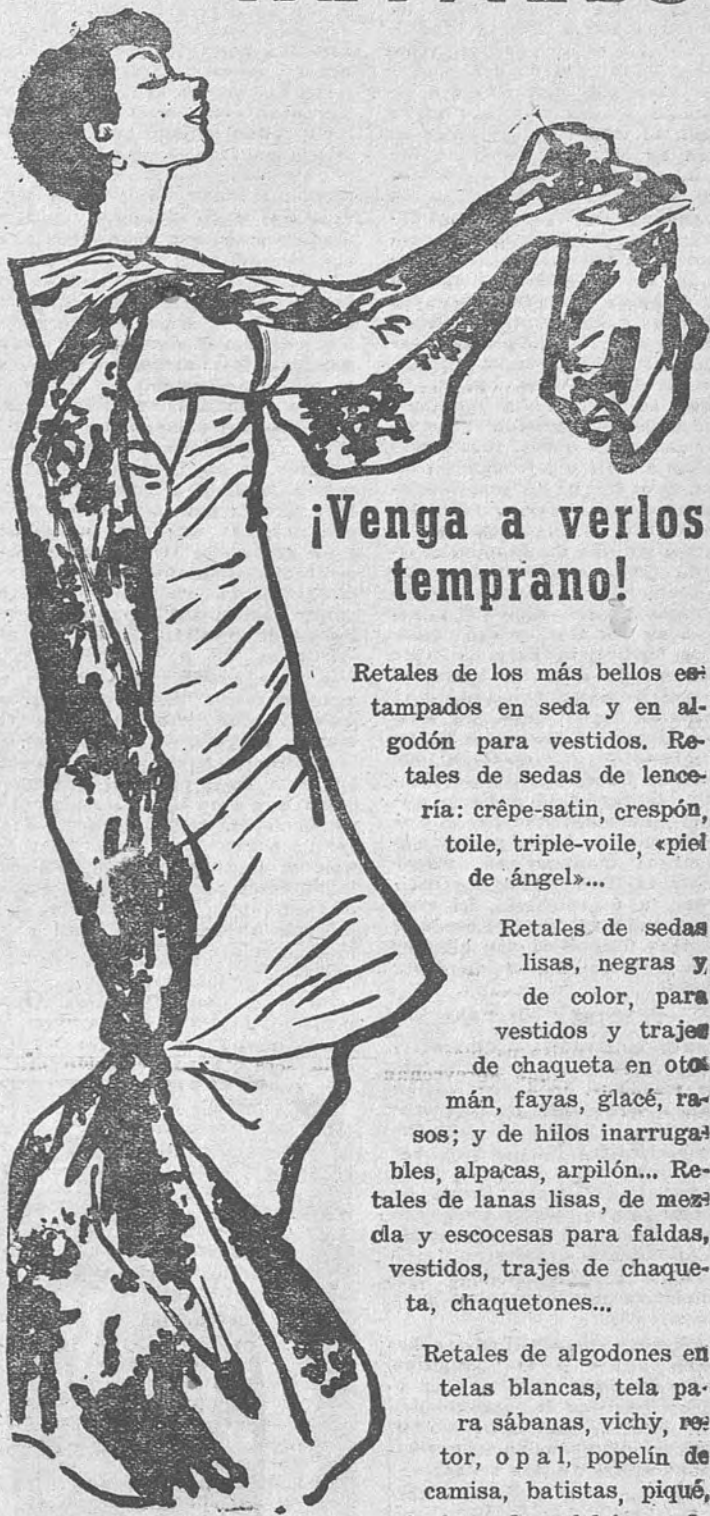 ¡Venga a verlos
temprano!
Retales de los más bellos es-
tampados en seda y en al-
godón para vestidos. Re-
tales de sedas de lence-
ría: crêpe-satin, crespón,
toile, triple-voile, «piel
de ángel»...
Retales de sedas
lisas, negras y
de color, para
vestidos y trajes
de chaqueta en oto-
mán, fayas, glacé, ra-
sos; y de hilos inarruga-
bles, alpacas, arpilón... Re-
tales de lanas lisas, de mez-
cla y escocesas para faldas,
vestidos, trajes de chaque-
ta, chaquetones...
Retales de algodones en
telas blancas, tela pa-
ra sábanas, vichy, re-
tor, opal, popelín de
camisa, batistas, piqué,